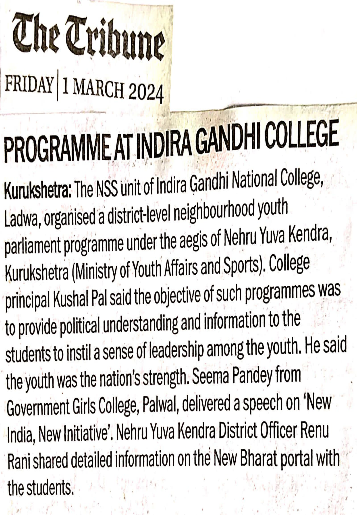 The Tribune
FRIDAY | 1 MARCH 2024
PROGRAMME AT INDIRA GANDHI COLLEGE
Kurukshetra: The NSS unit of Indira Gandhi National College,
Ladwa, organised a district-level neighbourhood youth
parliament programme under the aegis of Nehru Yuva Kendra,
Kurukshetra (Ministry of Youth Affairs and Sports). College
principal Kushal Pal said the objective of such programmes was
to provide political understanding and information to the
students to instil a sense of leadership among the youth. He said
the youth was the nation's strength. Seema Pandey from
Government Girls College, Palwal, delivered a speech on ‘New
India, New Initiative’. Nehru Yuva Kendra District Officer Renu
Rani shared detailed information on the New Bharat portal with
the students.